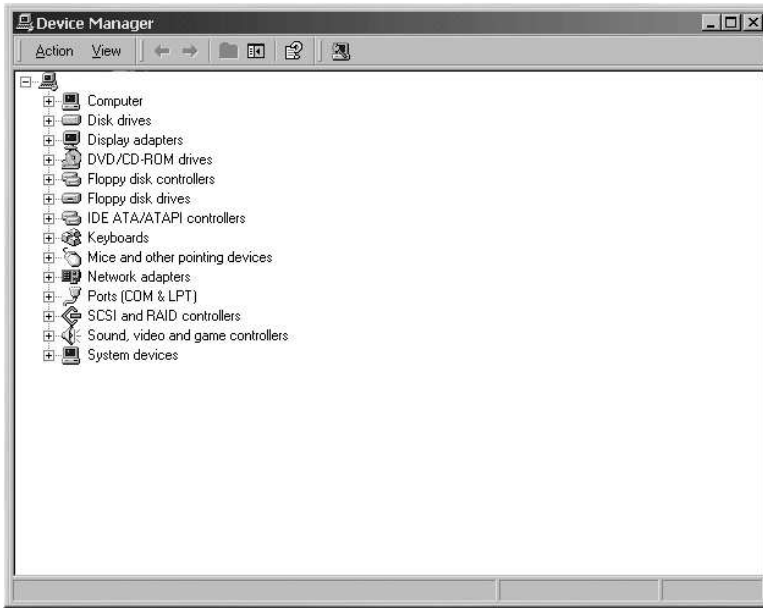 Device Manager
Action View
Computer
Disk drives
Display adapters
DVD/CD-ROM drives
Floppy disk controllers
Floppy disk drives
IDE ATA/ATAPI controllers
Keyboards
Mice and other pointing devices
Network adapters
Ports (COM & LPT)
SCSI and RAID controllers
Sound, video and game controllers
System devices